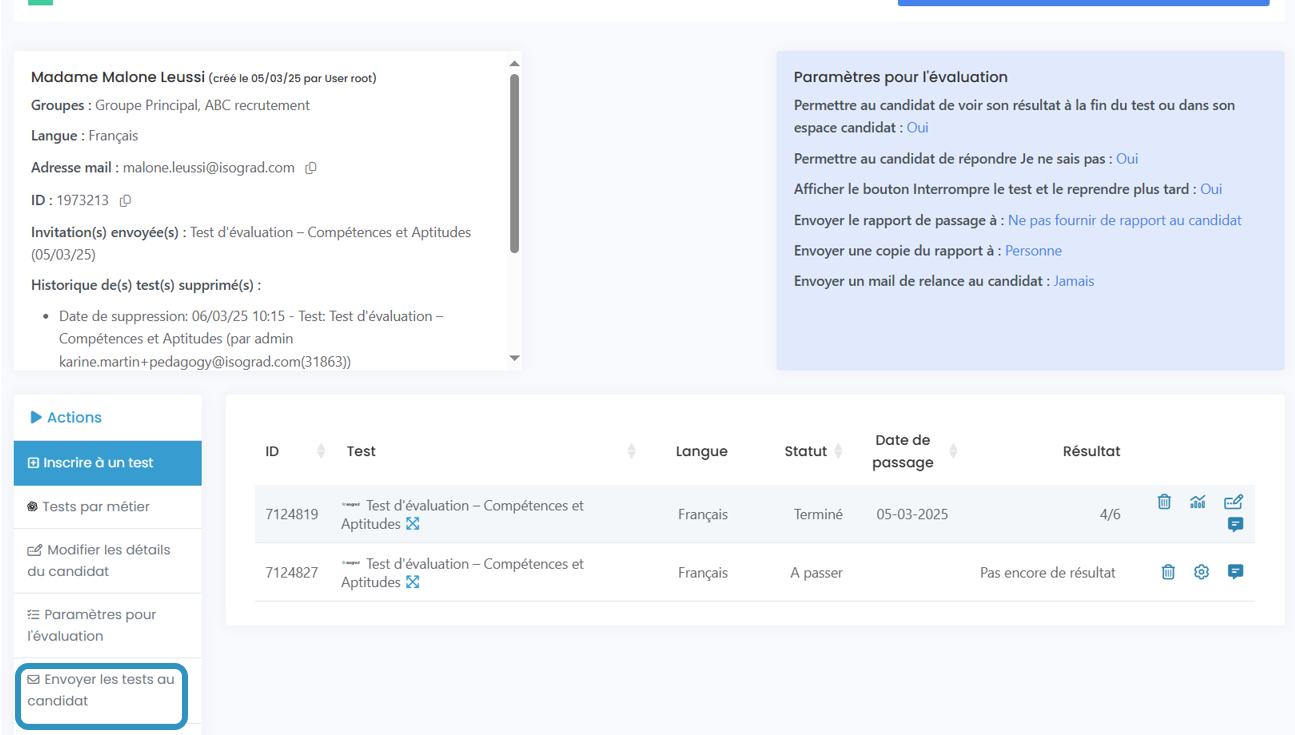 Madame Malone Leussi (créé le 05/03/25 par User root)
Groupes : Groupe Principal, ABC recrutement
Langue : Français
Adresse mail : malone.leussi@isograd.com
ID : 1973213
Invitation(s) envoyée(s) : Test d'évaluation – Compétences et Aptitudes
(05/03/25)
Historique de(s) test(s) supprimé(s) :
• Date de suppression: 06/03/25 10:15 - Test: Test d'évaluation –
Compétences et Aptitudes (par admin
karine.martin+pedagogy@isograd.com(31863))
Paramètres pour l'évaluation
Permettre au candidat de voir son résultat à la fin du test ou dans son
espace candidat : Oui
Permettre au candidat de répondre Je ne sais pas : Oui
Afficher le bouton Interrompre le test et le reprendre plus tard : Oui
Envoyer le rapport de passage à : Ne pas fournir de rapport au candidat
Envoyer une copie du rapport à : Personne
Envoyer un mail de relance au candidat : Jamais
Actions
Inscrire à un test
Tests par métier
Modifier les détails
du candidat
Paramètres pour
l'évaluation
Envoyer les tests au
candidat
ID Test Langue Statut Date de
passage Résultat
7124819 Test d'évaluation – Compétences et
Aptitudes Français Terminé 05-03-2025 4/6
7124827 Test d'évaluation – Compétences et
Aptitudes Français A passer Pas encore de résultat